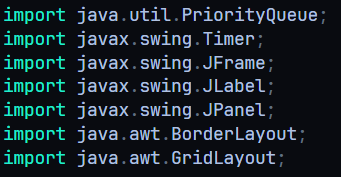 import java.util.PriorityQueue;
import javax.swing.Timer;
import javax.swing.JFrame;
import javax.swing.JLabel;
import javax.swing.JPanel;
import java.awt.BorderLayout;
import java.awt.GridLayout;